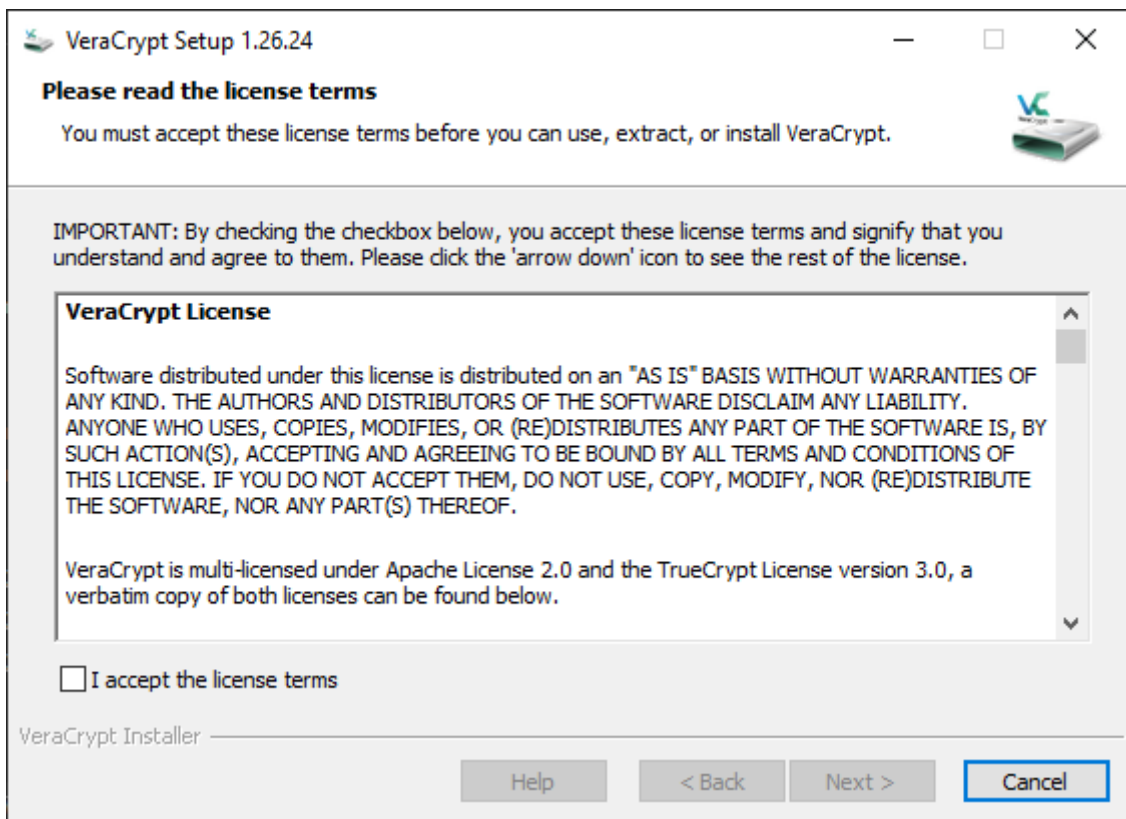 VeraCrypt Setup 1.26.24
Please read the license terms
You must accept these license terms before you can use, extract, or install VeraCrypt.
VC
VeraCrypt
IMPORTANT: By checking the checkbox below, you accept these license terms and signify that you
understand and agree to them. Please click the 'arrow down' icon to see the rest of the license.
VeraCrypt License
Software distributed under this license is distributed on an "AS IS" BASIS WITHOUT WARRANTIES OF
ANY KIND. THE AUTHORS AND DISTRIBUTORS OF THE SOFTWARE DISCLAIM ANY LIABILITY.
ANYONE WHO USES, COPIES, MODIFIES, OR (RE)DISTRIBUTES ANY PART OF THE SOFTWARE IS, BY
SUCH ACTION(S), ACCEPTING AND AGREEING TO BE BOUND BY ALL TERMS AND CONDITIONS OF
THIS LICENSE. IF YOU DO NOT ACCEPT THEM, DO NOT USE, COPY, MODIFY, NOR (RE)DISTRIBUTE
THE SOFTWARE, NOR ANY PART(S) THEREOF.
VeraCrypt is multi-licensed under Apache License 2.0 and the TrueCrypt License version 3.0, a
verbatim copy of both licenses can be found below.
I accept the license terms
VeraCrypt Installer
Help
< Back
Next >
Cancel